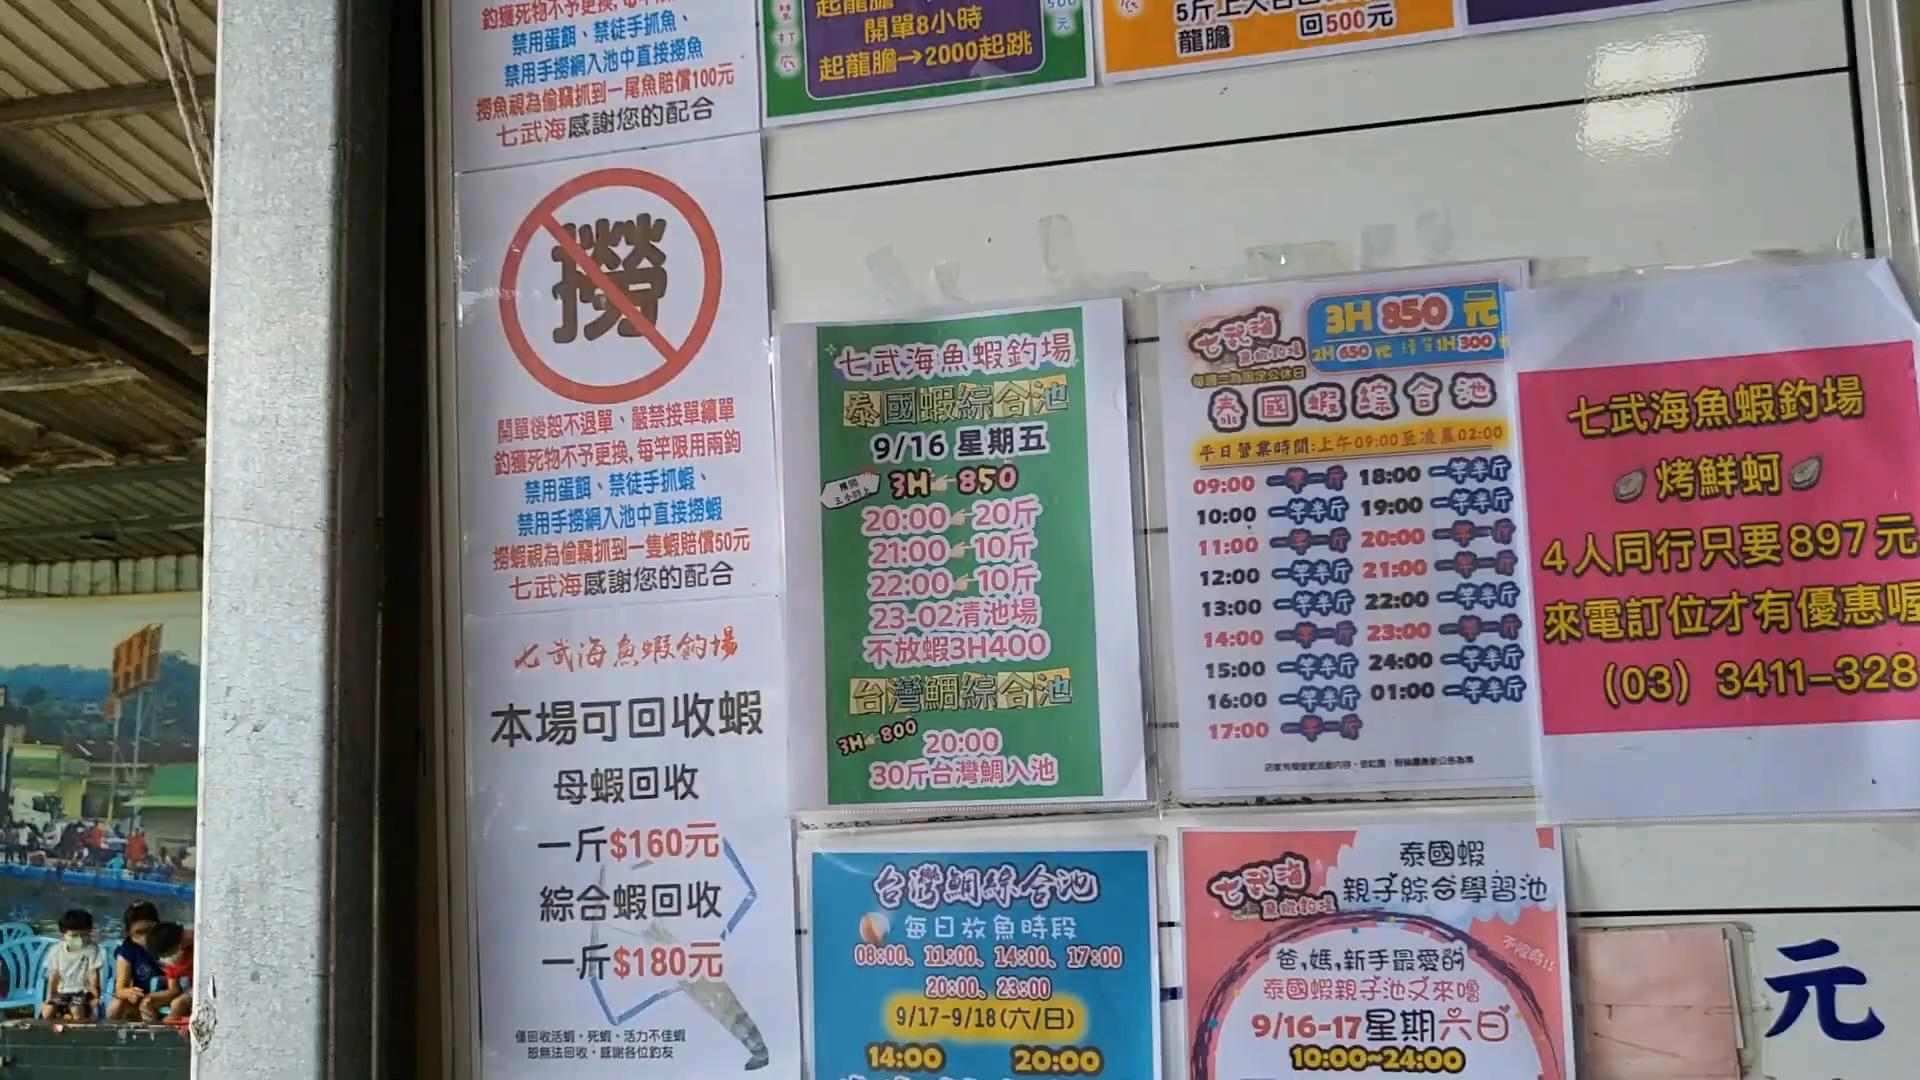 釣獲死物不予更換,
禁用蛋餌、禁徒手抓魚、
禁用手撈網入池中直接撈魚
撈魚視為偷竊抓到一尾魚賠償100元
七武海感謝您的配合
起龍膽
開單8小時
起龍膽→2000起跳
龍膽
回500元
撈
開單後恕不退單、嚴禁接單續單
釣獲死物不予更換,每竿限用兩鉤
禁用蛋餌、禁徒手抓蝦、
禁用手撈網入池中直接撈蝦
撈蝦視為偷竊抓到一隻蝦賠償50元
七武海感謝您的配合
七武海魚蝦釣場
本場可回收蝦
母蝦回收
一斤$160元
綜合蝦回收
一斤$180元
僅回收活蝦,死蝦、活力不佳蝦
恕無法回收,感謝各位釣友
七武海魚蝦釣場
泰國蝦綜合池
9/16 星期五
3H 850
20:00 20斤
21:00 10斤
22:00 10斤
23-02清池場
不放蝦3H400
台灣鯛綜合池
3H 800
20:00
30斤台灣鯛入池
七武海
魚蝦釣場
每週二為固定公休日
3H 850 元
2H 650 元 1H 300
泰國蝦綜合池
平日營業時間:上午09:00至凌晨02:00
09:00 一竿一斤 18:00 一竿半斤
10:00 一竿半斤 19:00 一竿半斤
11:00 一竿一斤 20:00 一竿一斤
12:00 一竿半斤 21:00 一竿一斤
13:00 一竿半斤 22:00 一竿半斤
14:00 一竿一斤 23:00 一竿一斤
15:00 一竿半斤 24:00 一竿半斤
16:00 一竿半斤 01:00 一竿半斤
17:00 一竿一斤
七武海魚蝦釣場
烤鮮蚵
4人同行只要897元
來電訂位才有優惠喔
(03) 3411-328
台灣鯛綜合池
每日放魚時段
08:00、11:00、14:00、17:00
20:00、23:00
9/17-9/18(六/日)
14:00 20:00
七武海
魚蝦釣場
泰國蝦
親子綜合學習池
爸,媽,新手最愛的
泰國蝦親子池又來嚕
9/16-17星期六日
10:00~24:00
元